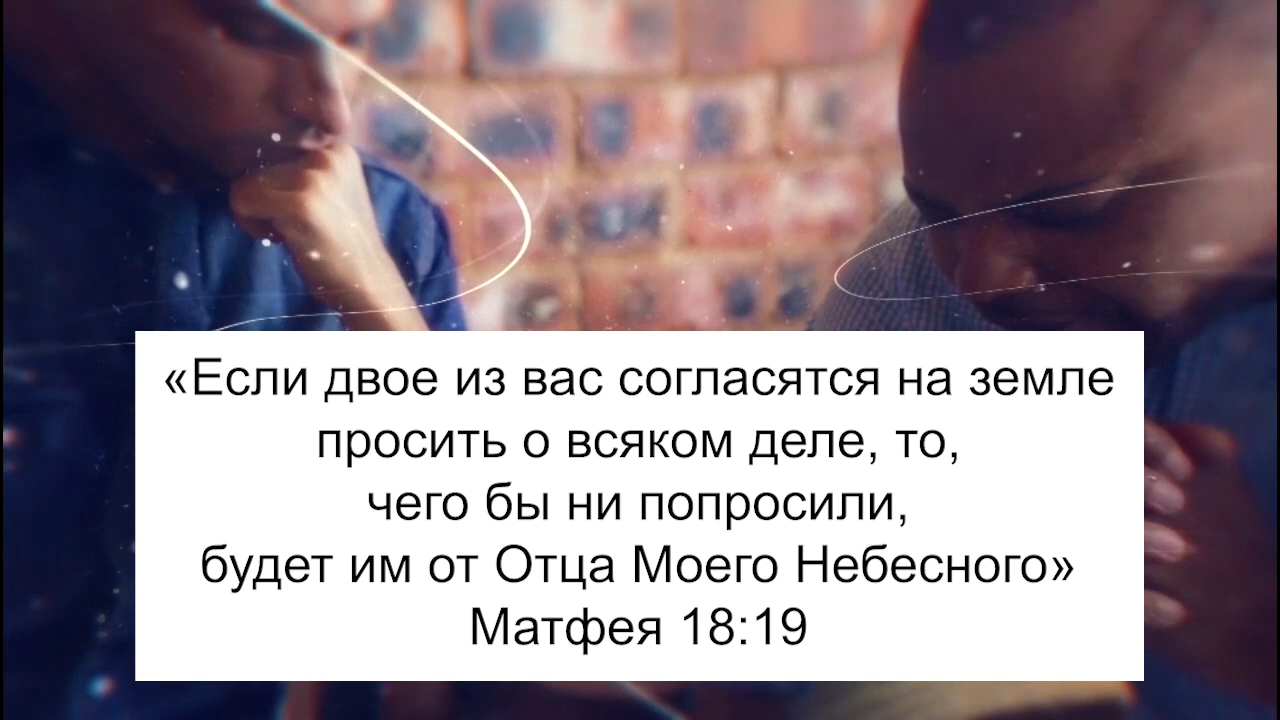 «Если двое из вас согласятся на земле
просить о всяком деле, то,
чего бы ни попросили,
будет им от Отца Моего Небесного»
Матфея 18:19